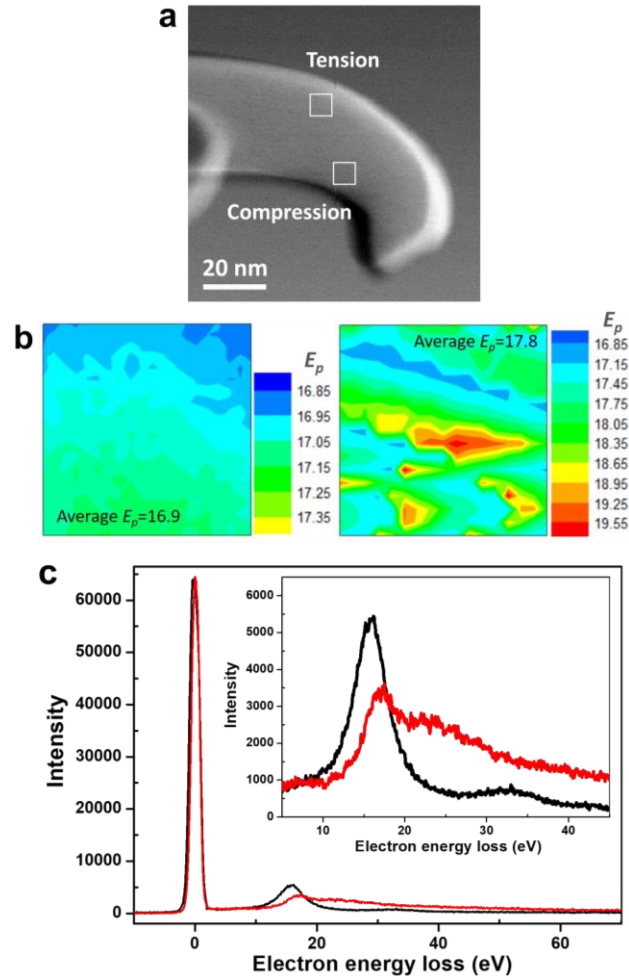 a
Tension
Compression
20 nm
b
Average Ep=16.9
Ep
16.85
16.95
17.05
17.15
17.25
17.35
Average Ep=17.8
Ep
16.85
17.15
17.45
17.75
18.05
18.35
18.65
18.95
19.25
19.55
c
60000
50000
40000
30000
20000
10000
0
Intensity
0
20
40
60
Electron energy loss (eV)
6000
5000
4000
3000
2000
1000
0
Intensity
10
20
30
40
Electron energy loss (eV)